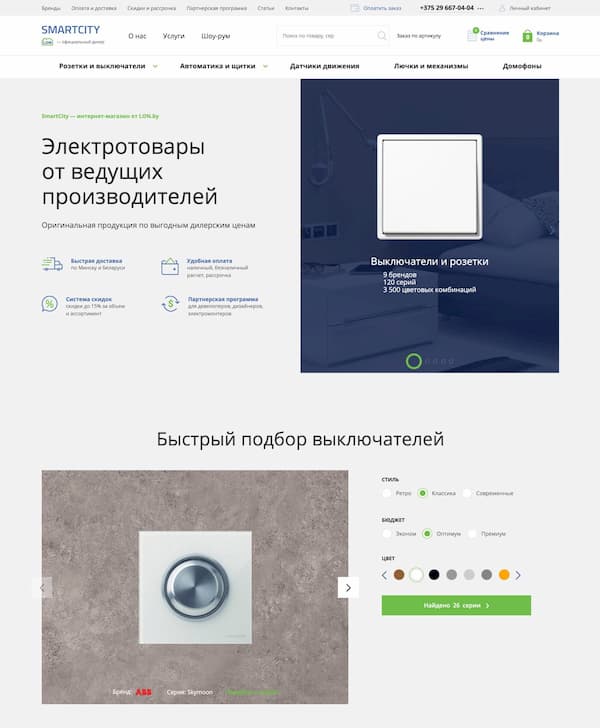 Бренды Оплата и доставка Скидки и рассрочка Партнерская программа Статьи Контакты Оплатить заказ +375 29 667-04-04 ••• Личный кабинет
SMARTCITY
— официальный дилер
О нас Услуги Шоу-рум
Поиск по товару, сер
Заказ по артикулу
0 Сравнение цены
0 Корзина
0р.
Розетки и выключатели Автоматика и щитки Датчики движения Лючки и механизмы Домофоны
SmartCity — интернет-магазин от LON.by
Электротовары
от ведущих
производителей
Оригинальная продукция по выгодным дилерским ценам
Быстрая доставка
по Минску и Беларуси
Удобная оплата
наличный, безналичный
расчет, рассрочка
Система скидок
скидки до 15% за объем
и ассортимент
Партнерская программа
для девелоперов, дизайнеров,
электромонтеров
Выключатели и розетки
9 брендов
120 серий
3 500 цветовых комбинаций
Быстрый подбор выключателей
СТИЛЬ
Ретро Классика Современные
БЮДЖЕТ
Эконом Оптимум Премиум
ЦВЕТ
Найдено 26 серии
Бренд: ABB Серия: Skymoon